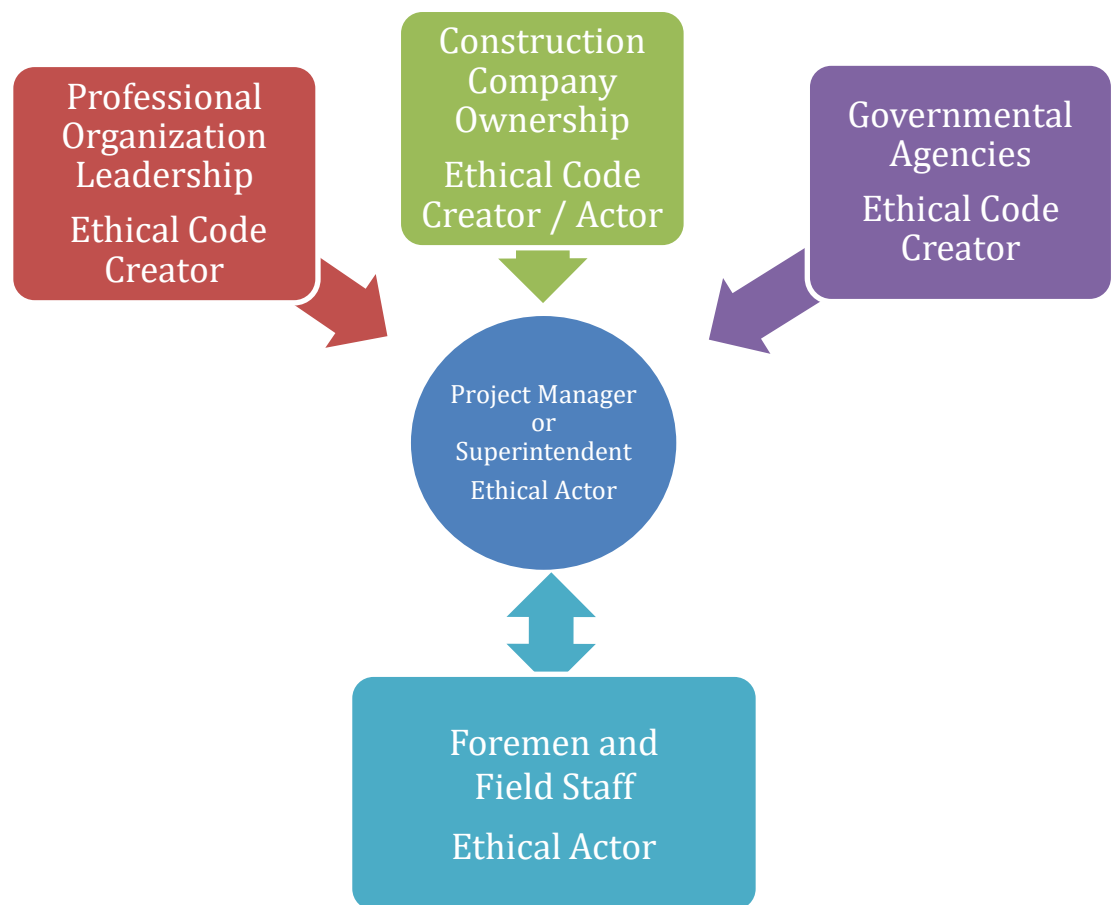 Professional
Organization
Leadership
Ethical Code
Creator
Construction
Company
Ownership
Ethical Code
Creator / Actor
Governmental
Agencies
Ethical Code
Creator
Project Manager
or
Superintendent
Ethical Actor
Foremen and
Field Staff
Ethical Actor